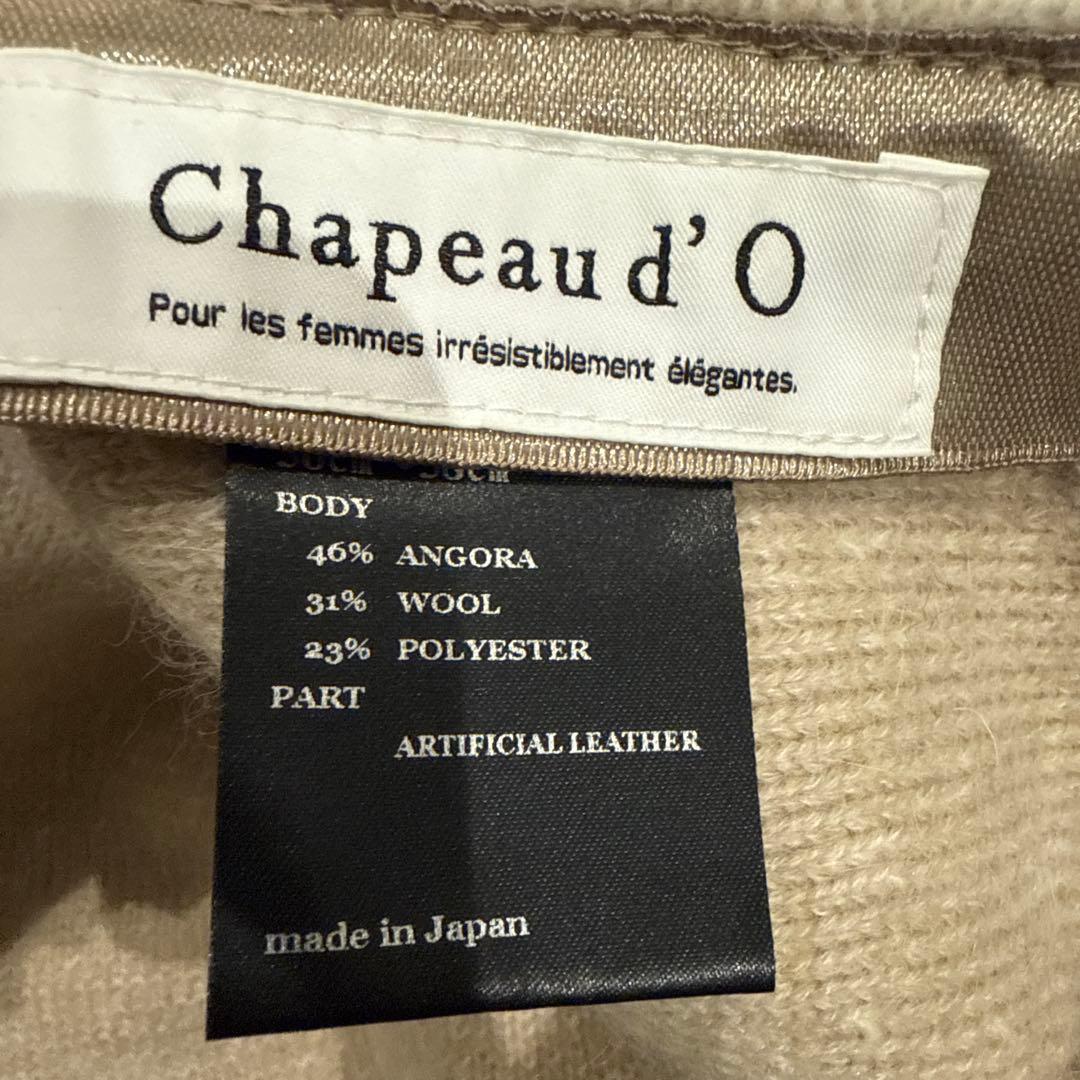 Chapeau d' O
Pour les femmes irrésistiblement élégantes.
BODY
46% ANGORA
31% WOOL
23% POLYESTER
PART
ARTIFICIAL LEATHER
made in Japan